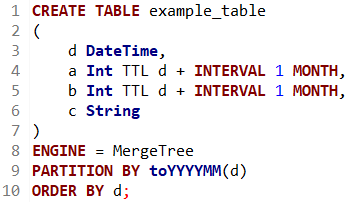 1 CREATE TABLE example_table
2 (
3     d DateTime,
4     a Int TTL d + INTERVAL 1 MONTH,
5     b Int TTL d + INTERVAL 1 MONTH,
6     c String
7 )
8 ENGINE = MergeTree
9 PARTITION BY toYYYYMM(d)
10 ORDER BY d;